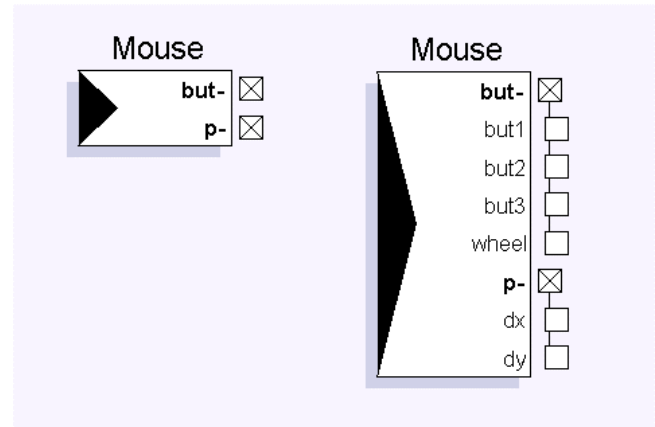 Mouse
but-
p-
Mouse
but-
but1
but2
but3
wheel
p-
dx
dy